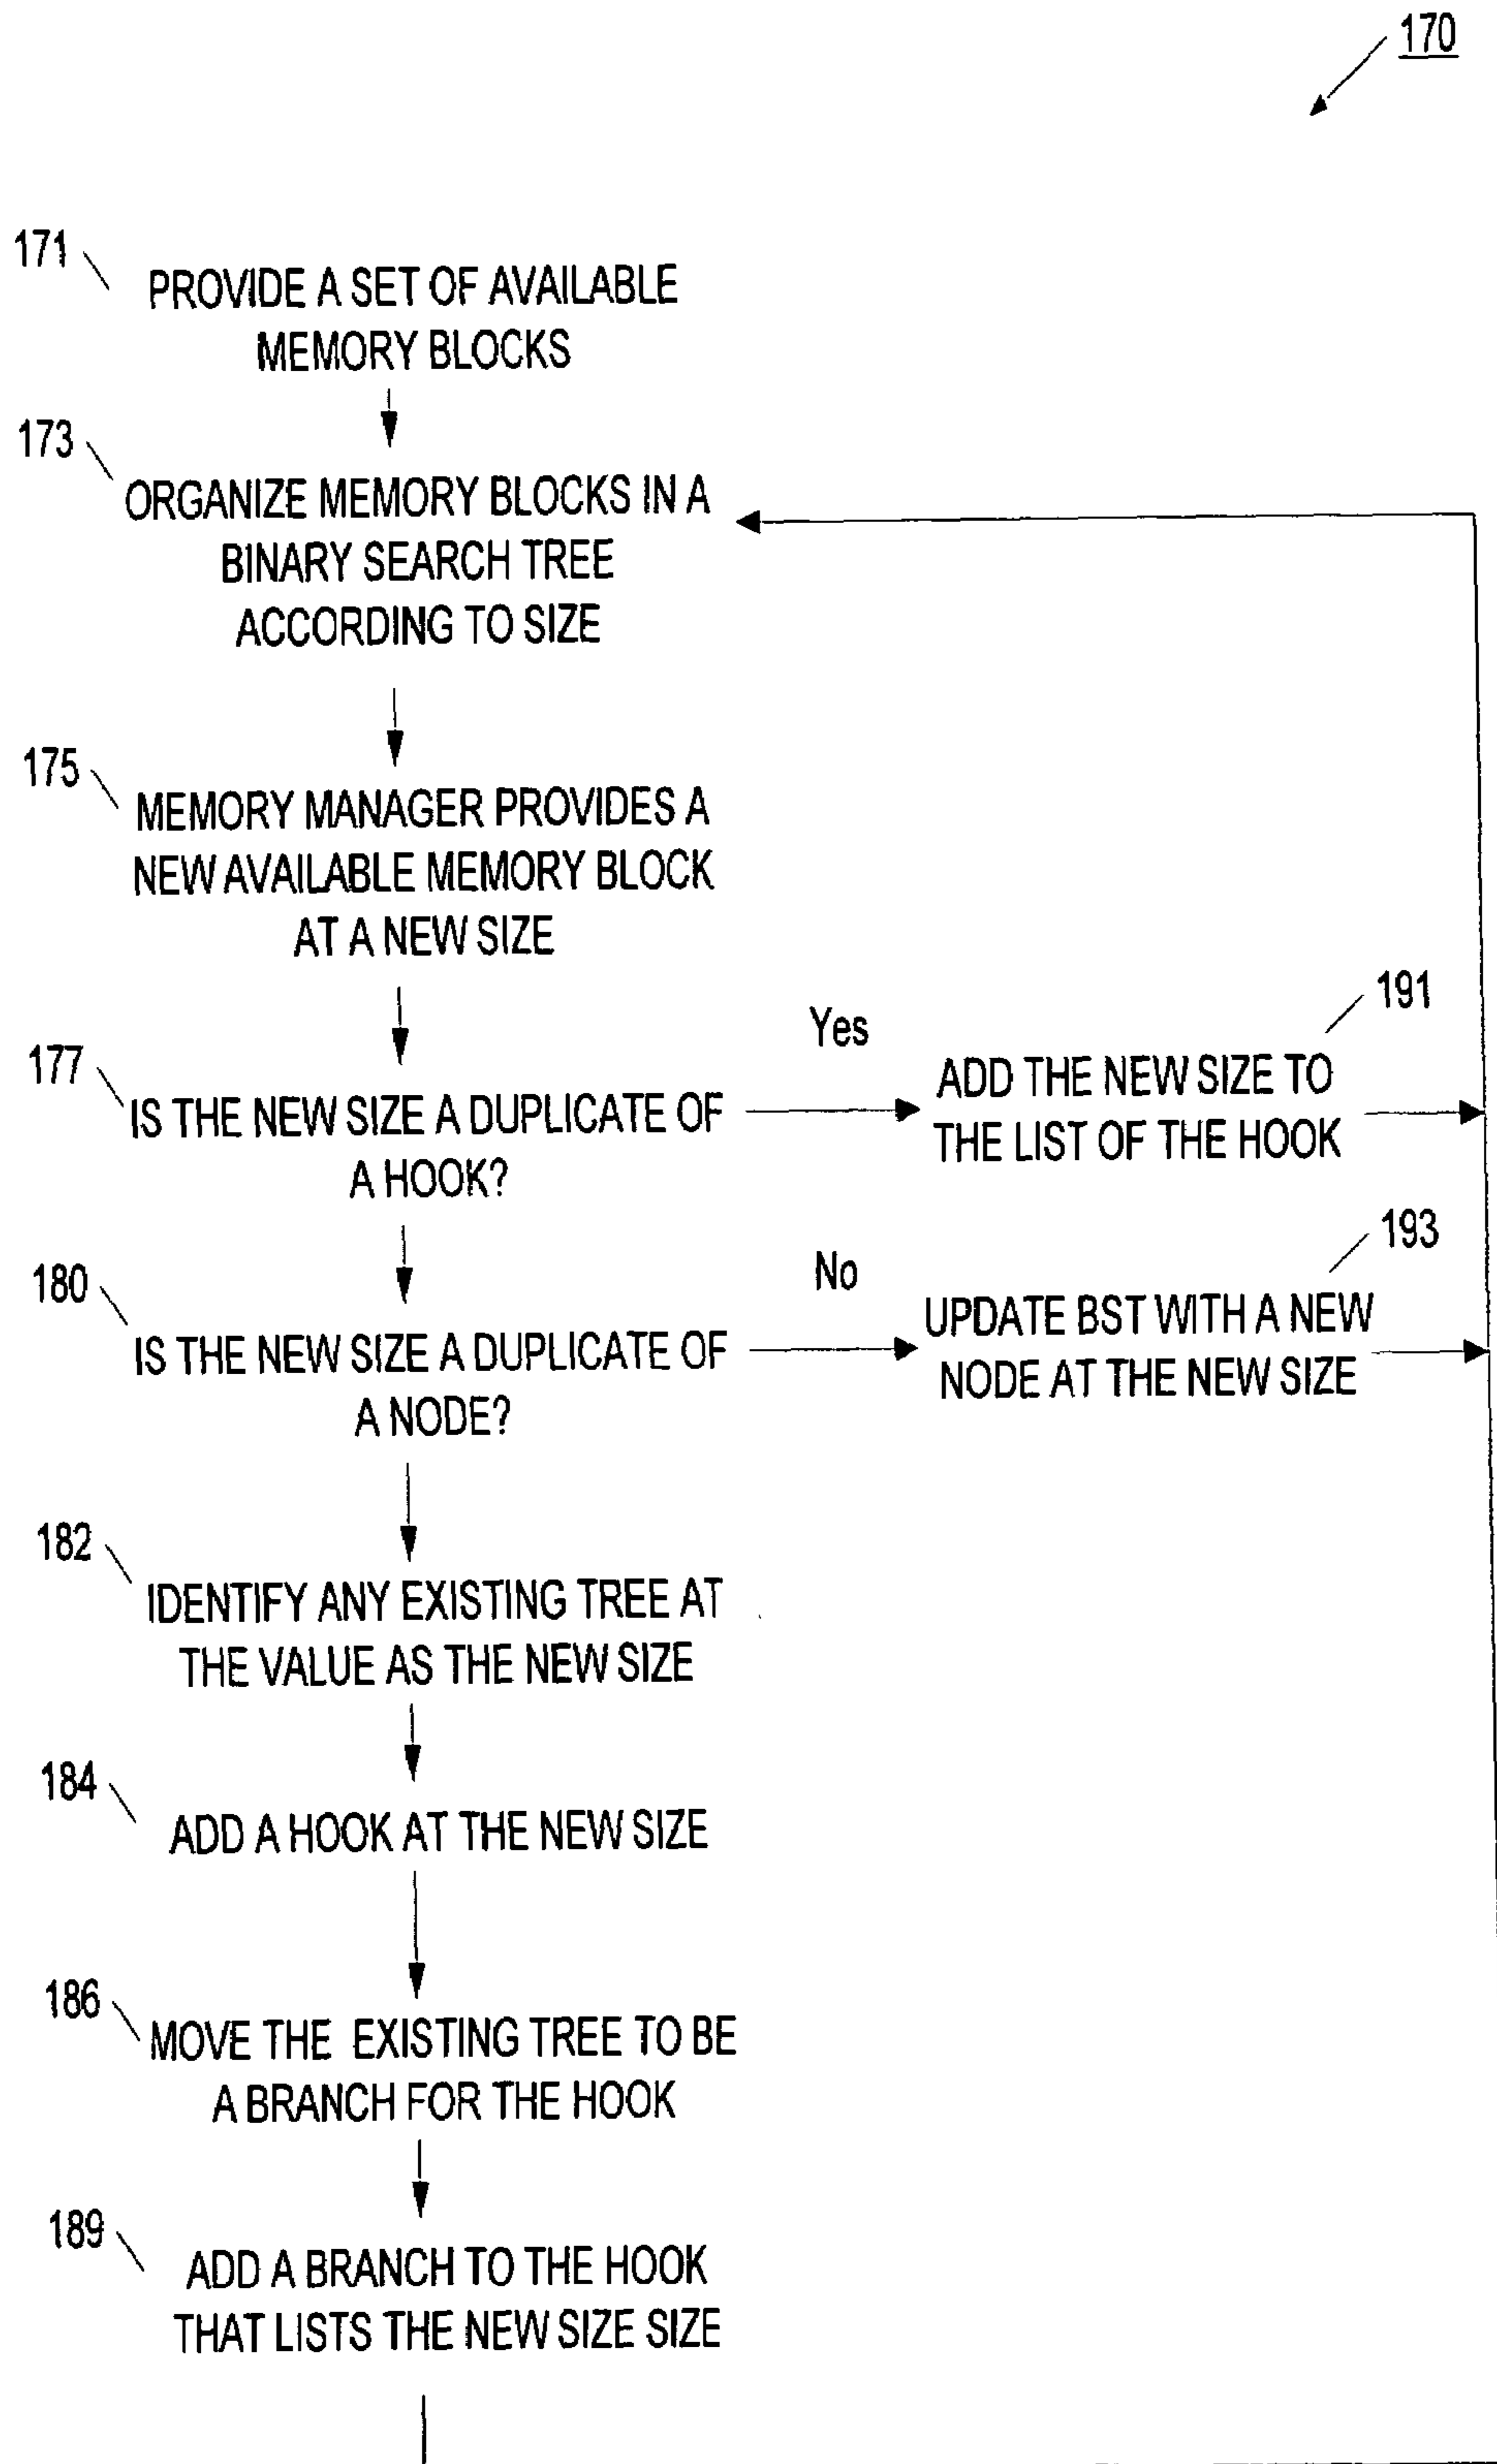 170
171
PROVIDE A SET OF AVAILABLE
MEMORY BLOCKS
173
ORGANIZE MEMORY BLOCKS IN A
BINARY SEARCH TREE
ACCORDING TO SIZE
175
MEMORY MANAGER PROVIDES A
NEW AVAILABLE MEMORY BLOCK
AT A NEW SIZE
177
IS THE NEW SIZE A DUPLICATE OF
A HOOK?
Yes
191
ADD THE NEW SIZE TO
THE LIST OF THE HOOK
180
IS THE NEW SIZE A DUPLICATE OF
A NODE?
No
193
UPDATE BST WITH A NEW
NODE AT THE NEW SIZE
182
IDENTIFY ANY EXISTING TREE AT
THE VALUE AS THE NEW SIZE
184
ADD A HOOK AT THE NEW SIZE
186
MOVE THE EXISTING TREE TO BE
A BRANCH FOR THE HOOK
189
ADD A BRANCH TO THE HOOK
THAT LISTS THE NEW SIZE SIZE